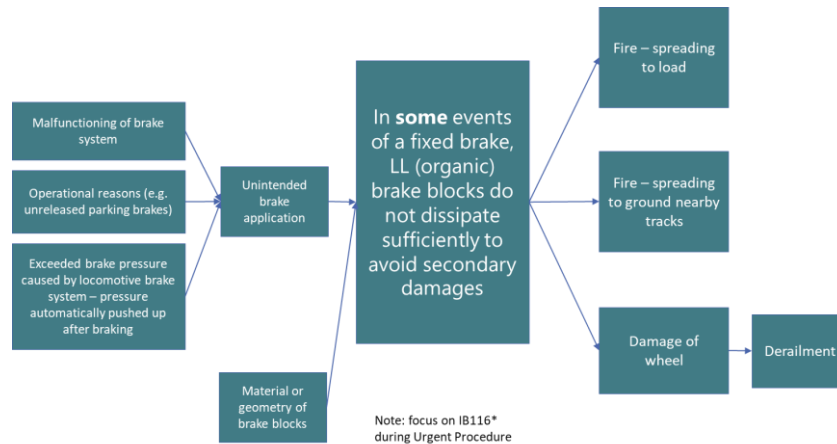 Malfunctioning of brake
system
Operational reasons (e.g.
unreleased parking brakes)
Exceeded brake pressure
caused by locomotive brake
system – pressure
automatically pushed up
after braking
Unintended
brake
application
Material or
geometry of
brake blocks
In some events
of a fixed brake,
LL (organic)
brake blocks do
not dissipate
sufficiently to
avoid secondary
damages
Note: focus on IB116*
during Urgent Procedure
Fire – spreading
to load
Fire – spreading
to ground nearby
tracks
Damage of
wheel
Derailment